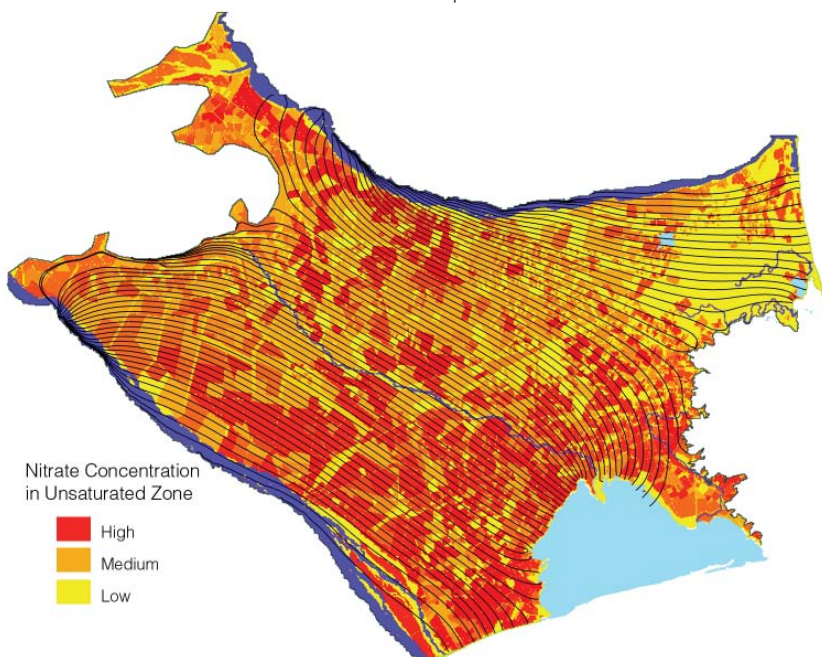 Nitrate Concentration
in Unsaturated Zone
High
Medium
Low